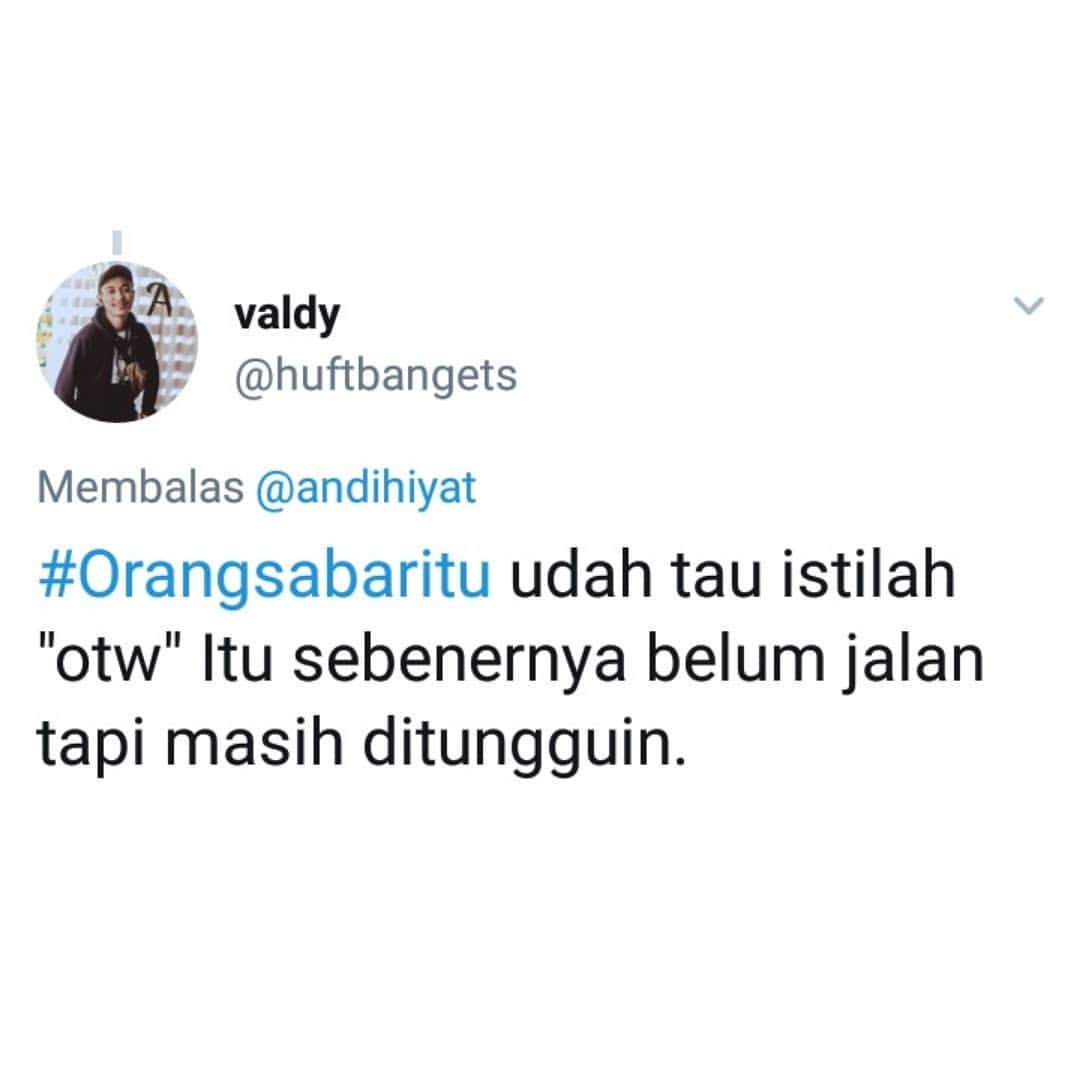 valdy
@huftbangets
Membalas @andihiyat
#Orangsabaritu udah tau istilah
"otw" Itu sebenernya belum jalan
tapi masih ditungguin.